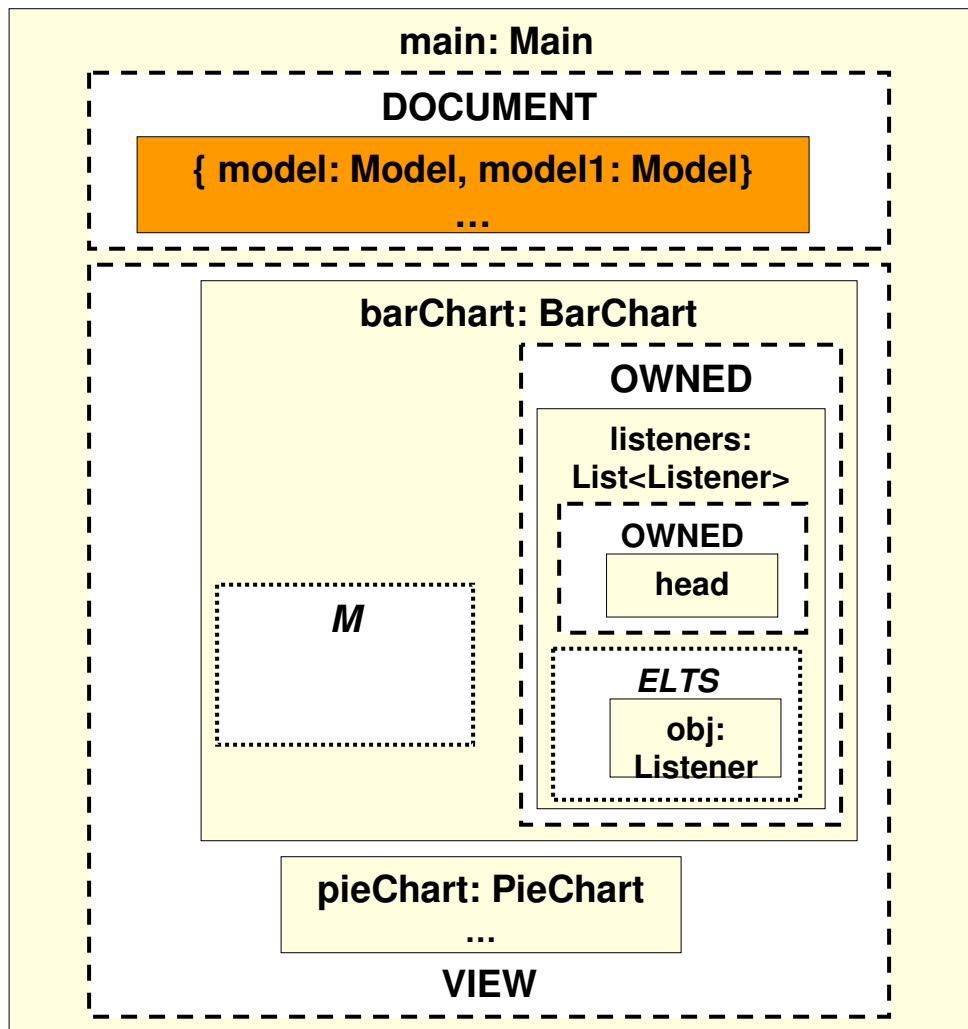 main: Main
DOCUMENT
{ model: Model, model1: Model}
...
barChart: BarChart
OWNED
listeners:
List<Listener>
OWNED
head
M
ELTS
obj:
Listener
pieChart: PieChart
...
VIEW